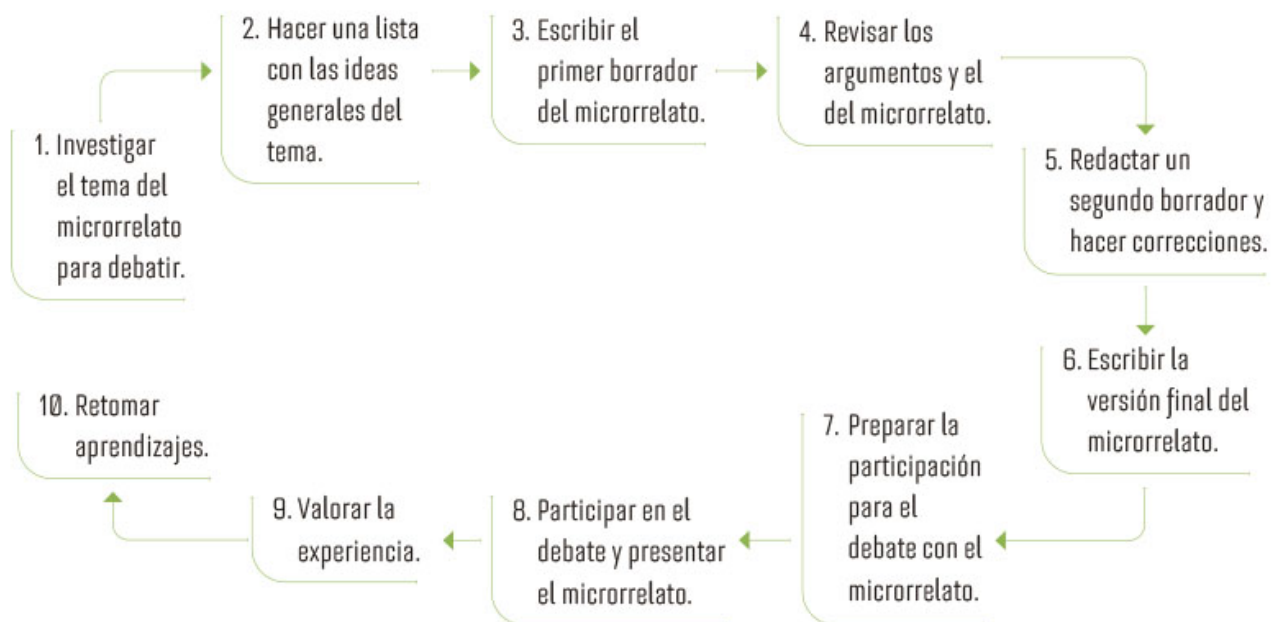 1. Investigar
el tema del
microrrelato
para debatir.
2. Hacer una lista
con las ideas
generales del
tema.
3. Escribir el
primer borrador
del microrrelato.
4. Revisar los
argumentos y el
del microrrelato.
5. Redactar un
segundo borrador y
hacer correcciones.
6. Escribir la
versión final del
microrrelato.
7. Preparar la
participación
para el
debate con el
microrrelato.
8. Participar en el
debate y presentar
el microrrelato.
9. Valorar la
experiencia.
10. Retomar
aprendizajes.